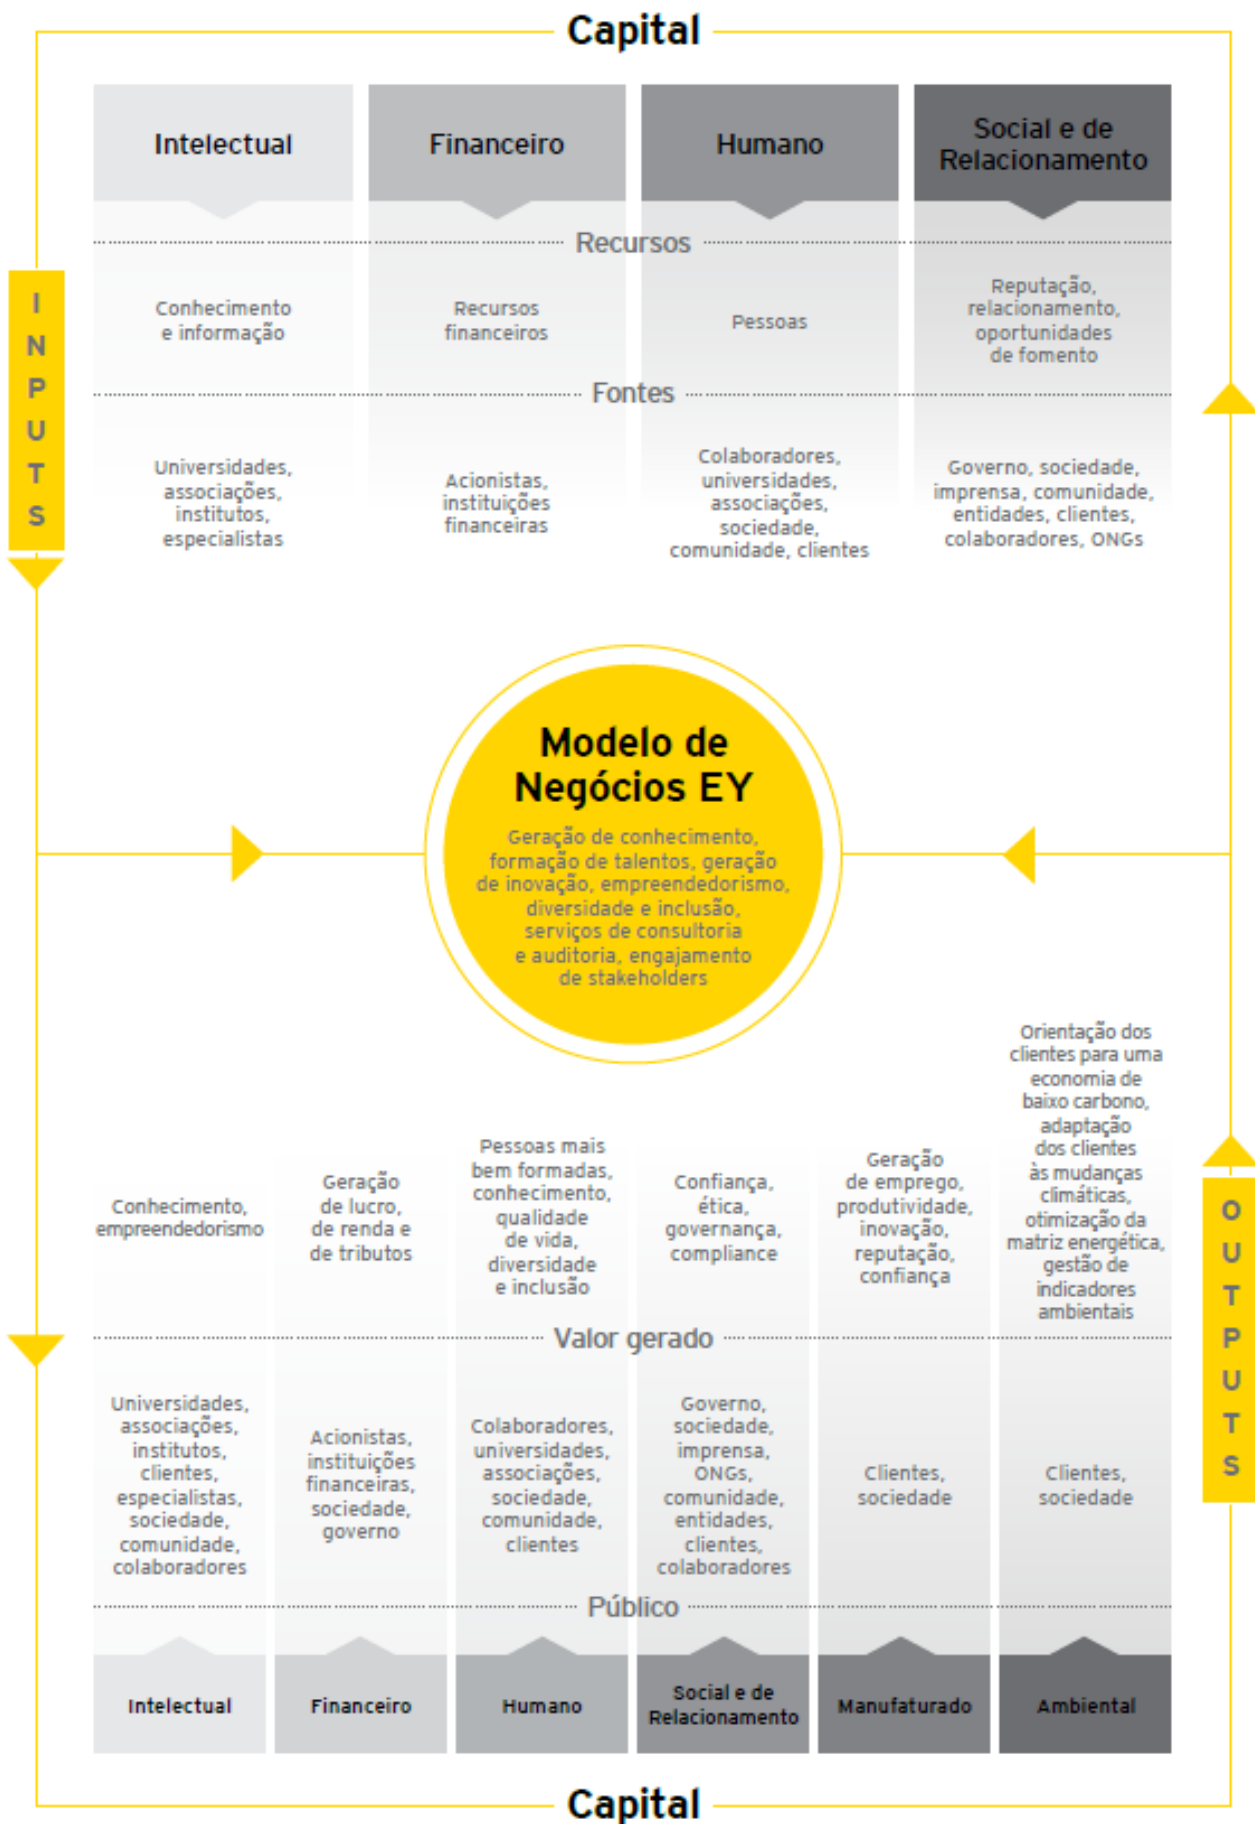 Capital
Intelectual
Financeiro
Humano
Social e de
Relacionamento
Recursos
Conhecimento
e informação
Recursos
financeiros
Pessoas
Reputação,
relacionamento,
oportunidades
de fomento
INPUTS
Fontes
Universidades,
associações,
institutos,
especialistas
Acionistas,
instituições
financeiras
Colaboradores,
universidades,
associações,
sociedade,
comunidade, clientes
Governo, sociedade,
imprensa, comunidade,
entidades, clientes,
colaboradores, ONGs
Modelo de
Negócios EY
Geração de conhecimento,
formação de talentos, geração
de inovação, empreendedorismo,
diversidade e inclusão,
serviços de consultoria
e auditoria, engajamento
de stakeholders
Conhecimento,
empreendedorismo
Geração
de lucro,
de renda e
de tributos
Pessoas mais
bem formadas,
conhecimento,
qualidade
de vida,
diversidade
e inclusão
Confiança,
ética,
governança,
compliance
Geração
de emprego,
produtividade,
inovação,
reputação,
confiança
Orientação dos
clientes para uma
economia de
baixo carbono,
adaptação
dos clientes
às mudanças
climáticas,
otimização da
matriz energética,
gestão de
indicadores
ambientais
OUTPUTS
Valor gerado
Universidades,
associações,
institutos,
clientes,
especialistas,
sociedade,
comunidade,
colaboradores
Acionistas,
instituições
financeiras,
sociedade,
governo
Colaboradores,
universidades,
associações,
sociedade,
comunidade,
clientes
Governo,
sociedade,
imprensa,
ONGs,
comunidade,
entidades,
clientes,
colaboradores
Clientes,
sociedade
Clientes,
sociedade
Público
Intelectual
Financeiro
Humano
Social e de
Relacionamento
Manufaturado
Ambiental
Capital